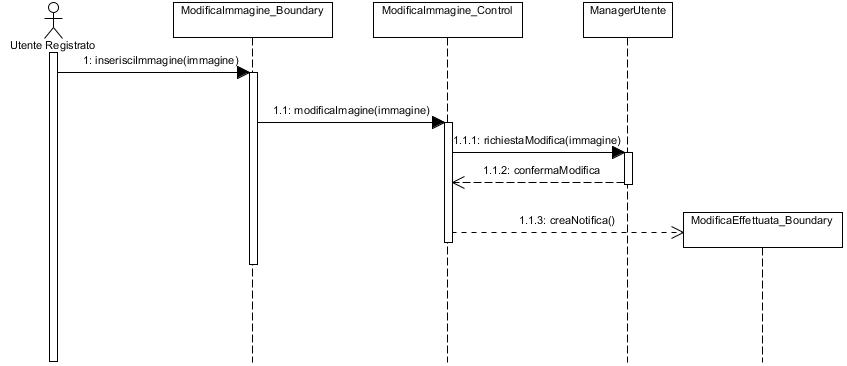 ModificaImmagine_Boundary
ModificaImmagine_Control
ManagerUtente
Utente Registrato
1: inserisciImmagine(immagine)
1.1: modificaImagine(immagine)
1.1.1: richiestaModifica(immagine)
1.1.2: confermaModifica
1.1.3: creaNotifica()
ModificaEffettuata_Boundary